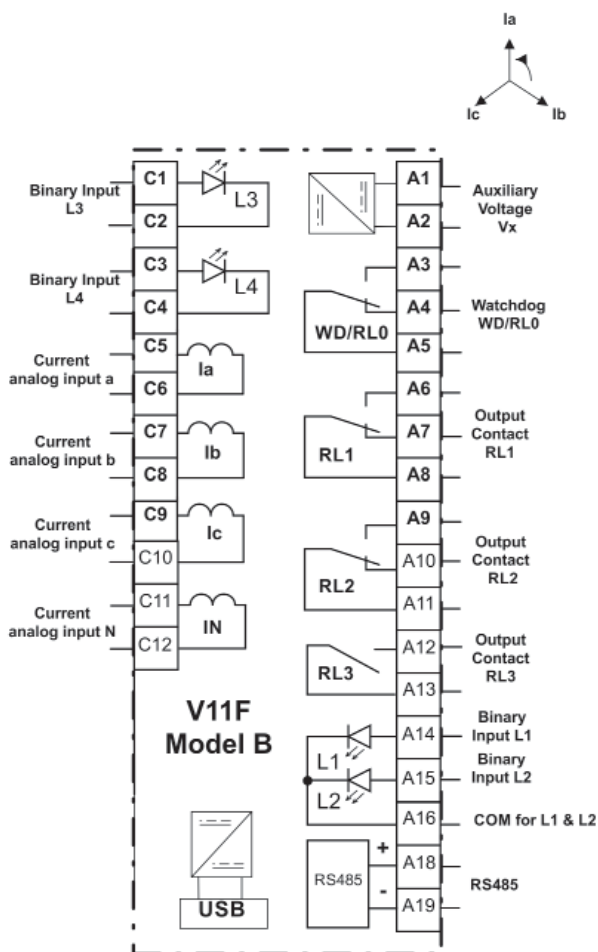 Ia
Ic
Ib
Binary Input
L3
C1
C2
L3
Binary Input
L4
C3
C4
L4
Current
analog input a
C5
C6
Ia
Current
analog input b
C7
C8
Ib
Current
analog input c
C9
C10
Ic
Current
analog input N
C11
C12
IN
A1
A2
Auxiliary
Voltage
Vx
WD/RL0
A3
A4
A5
Watchdog
WD/RL0
RL1
A6
A7
A8
Output
Contact
RL1
RL2
A9
A10
A11
Output
Contact
RL2
RL3
A12
A13
Output
Contact
RL3
V11F
Model B
L1
A14
Binary
Input L1
L2
A15
Binary
Input L2
A16
COM for L1 & L2
RS485
+
-
A18
A19
RS485
USB